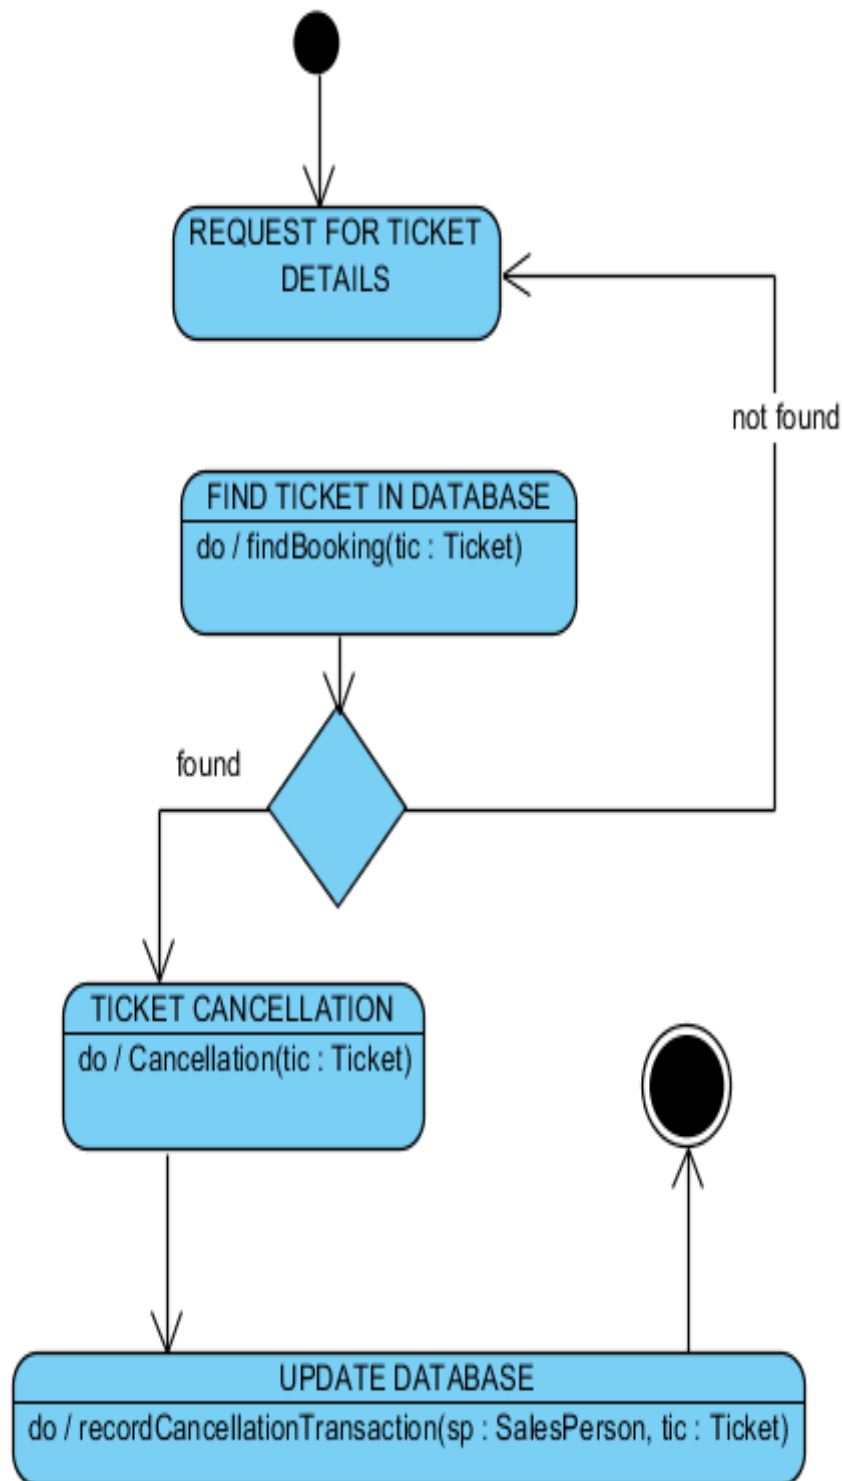 REQUEST FOR TICKET
DETAILS
not found
FIND TICKET IN DATABASE
do / findBooking(tic : Ticket)
found
TICKET CANCELLATION
do / Cancellation(tic : Ticket)
UPDATE DATABASE
do / recordCancellationTransaction(sp : SalesPerson, tic : Ticket)